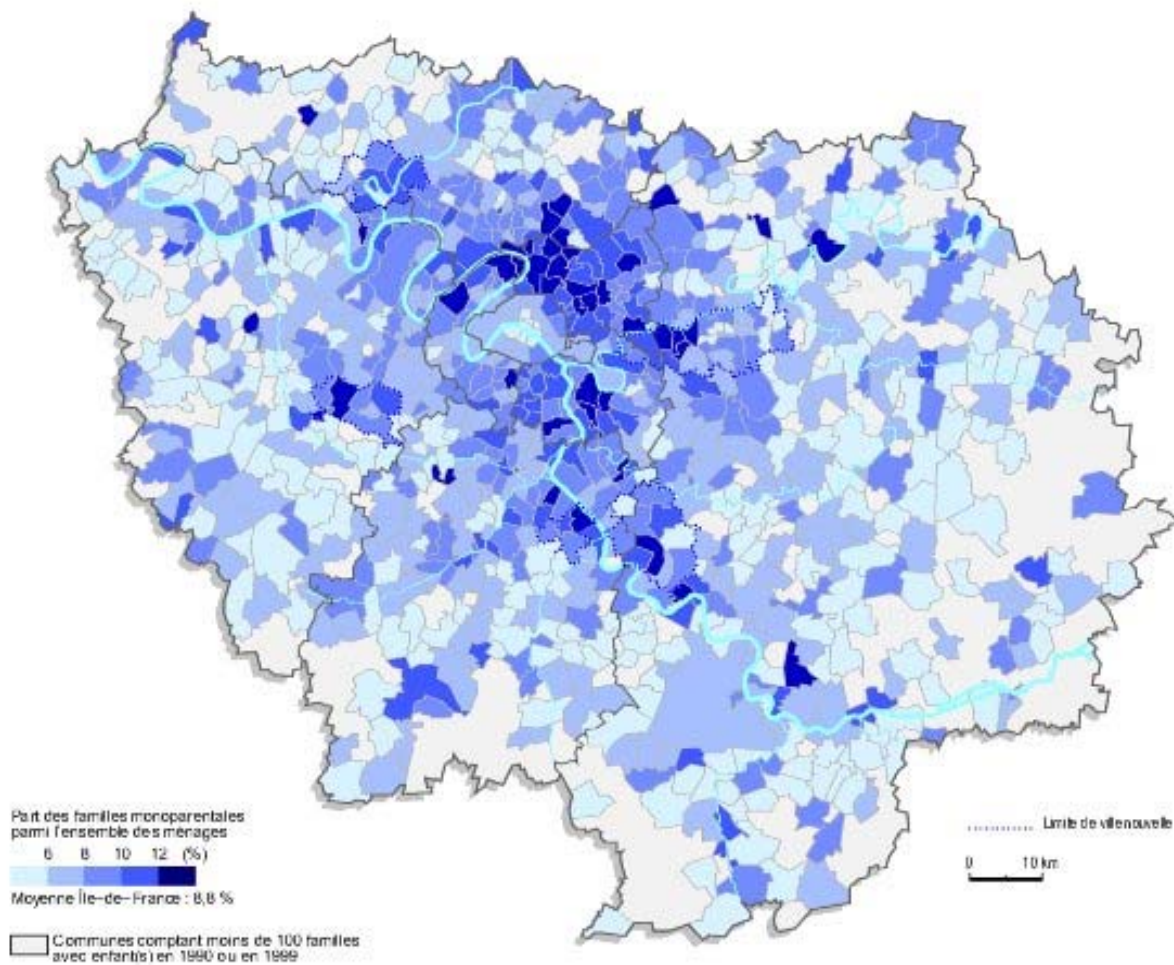 Part des familles monoparentales
parmi l'ensemble des ménages
6 8 10 12 (%)
Moyenne Île-de-France : 8,8 %
Communes comptant moins de 100 familles
avec enfant(s) en 1990 ou en 1999
Limite de ville nouvelle
0 10 km